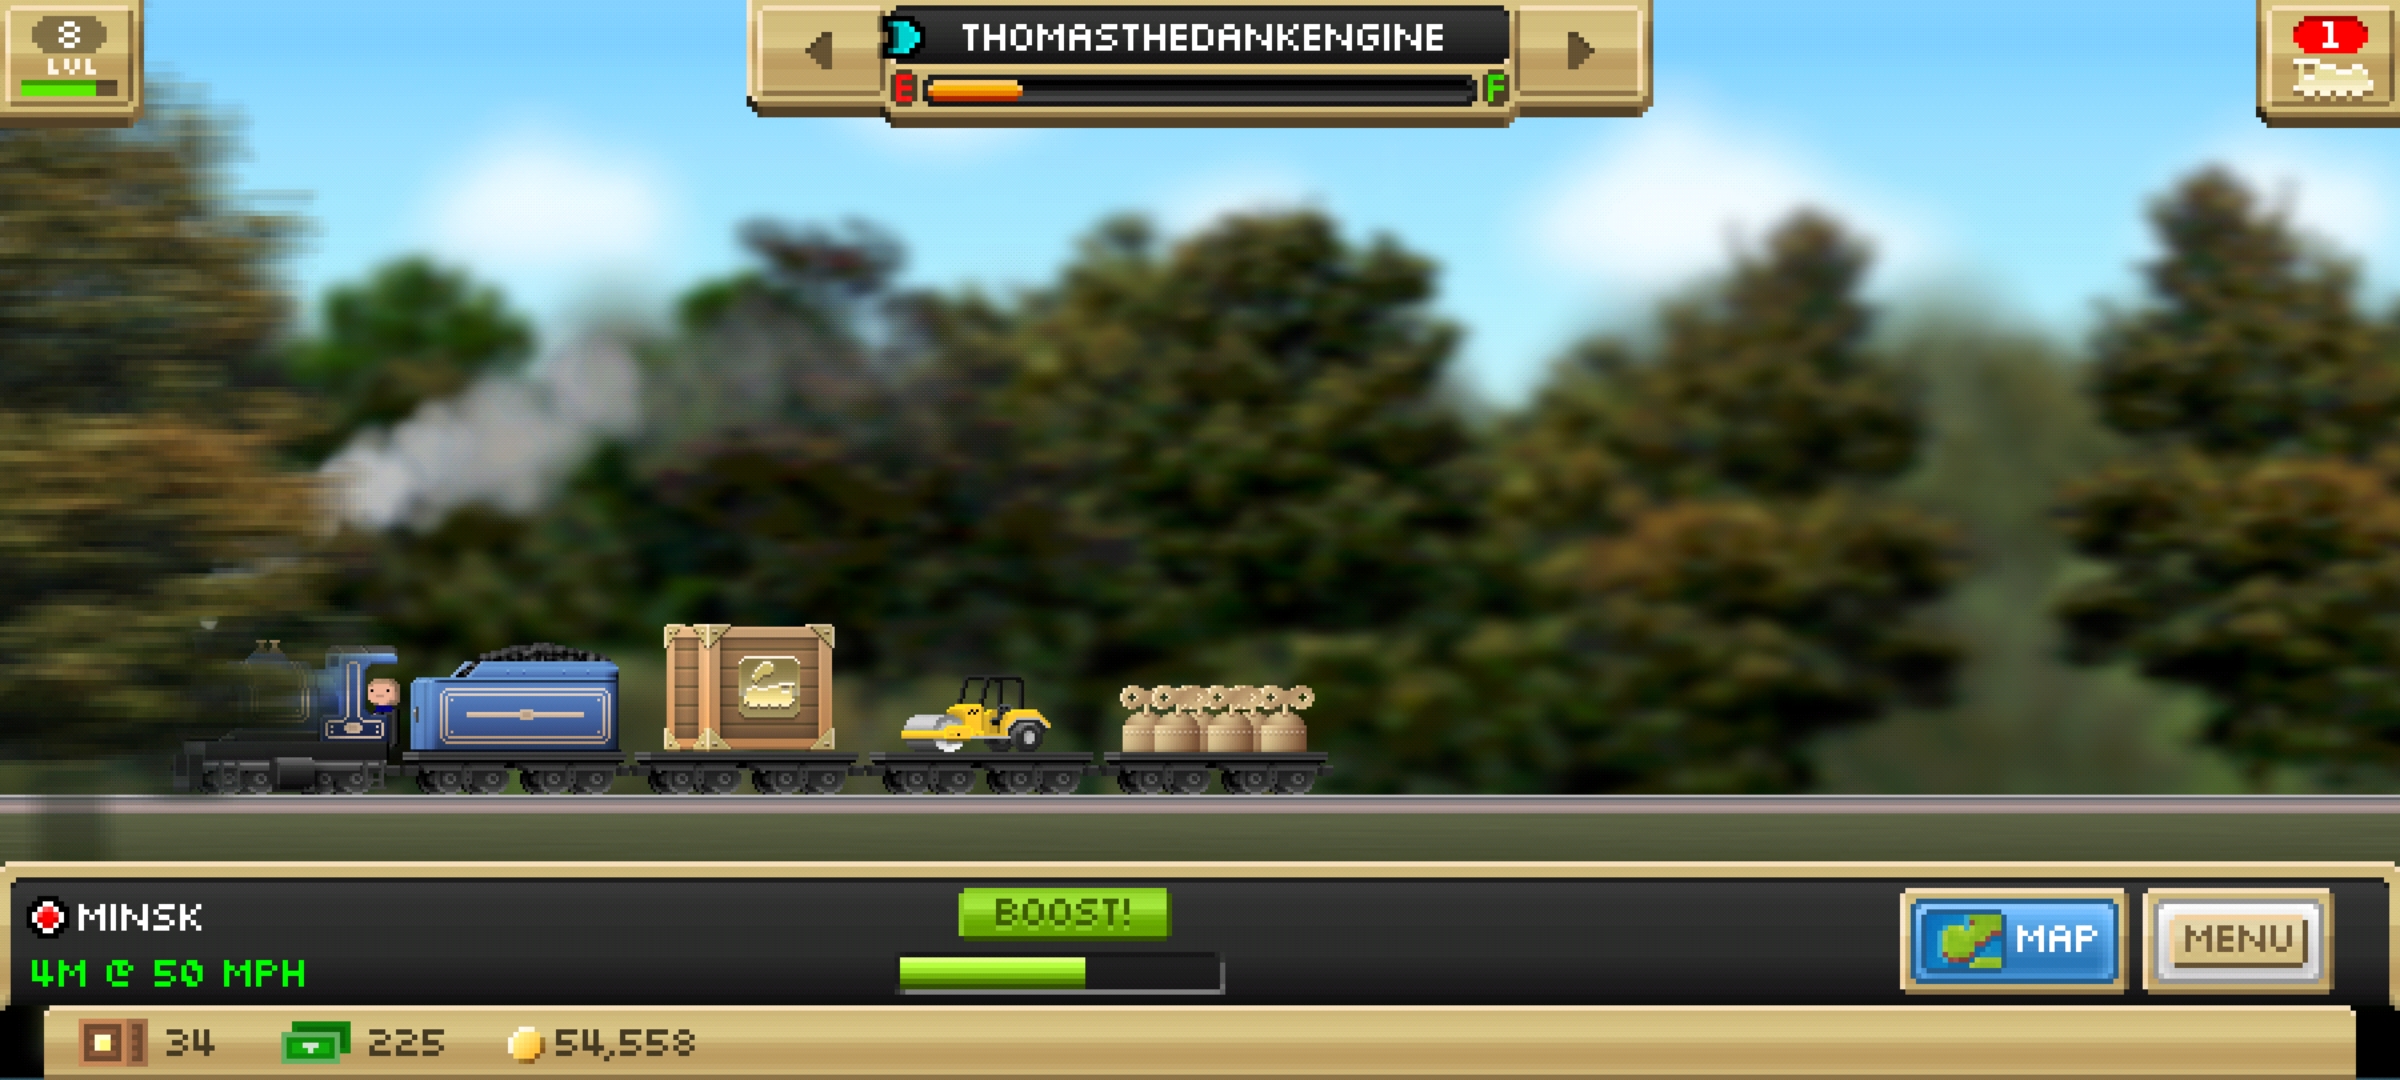 8
LVL
THOMASTHEDANKENGINE
E F
1
MINSK
4M @ 50 MPH
BOOST!
MAP
MENU
34 225 54,558